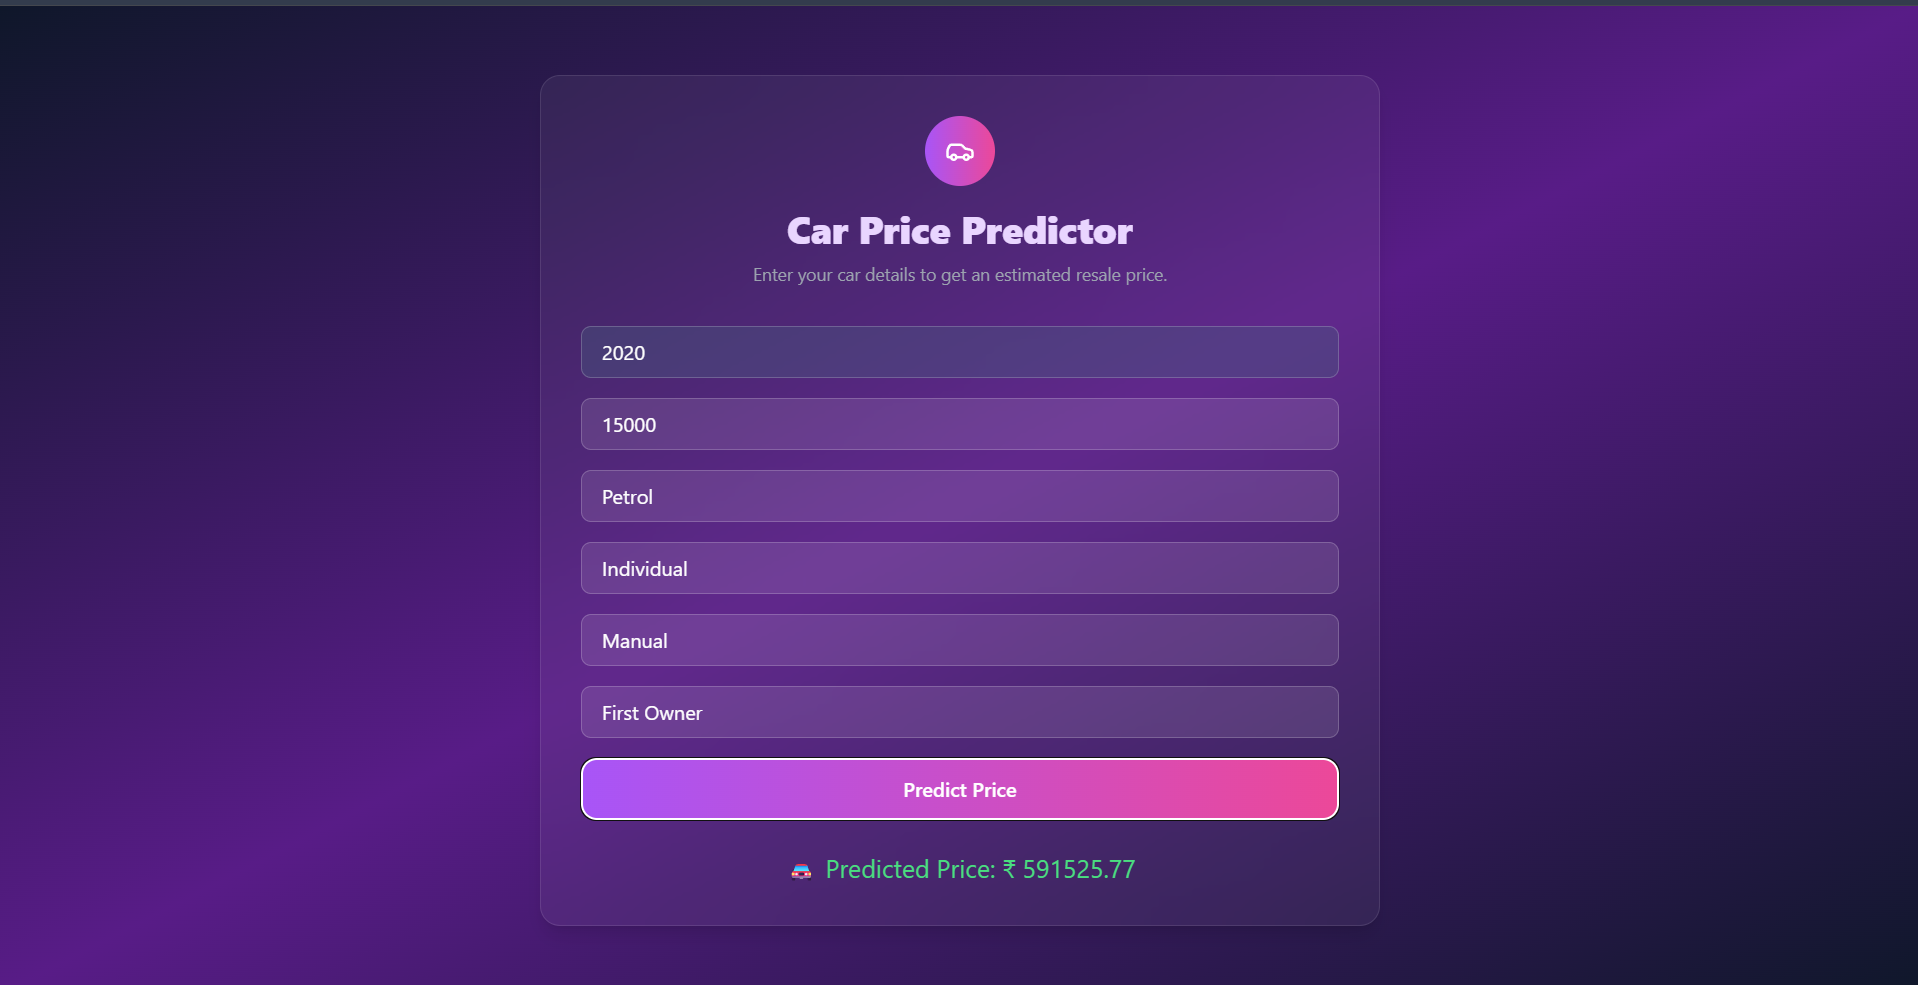 Car Price Predictor
Enter your car details to get an estimated resale price.
2020
15000
Petrol
Individual
Manual
First Owner
Predict Price
Predicted Price: ₹ 591525.77